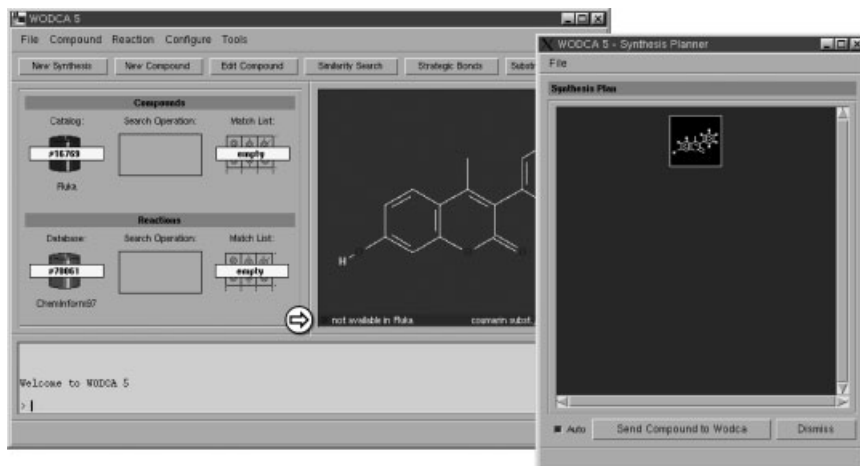 WODCA 5
File Compound Reaction Configure Tools
New Synthesis New Compound Edit Compound Similarity Search Strategic Bonds Substr
Compounds
Catalog: Search Operation: Match List:
#16769 empty
Fluka
Reactions
Database: Search Operation: Match List:
#70061 empty
ChemInform97
H
not available in Fluka coumarin subst.
Welcome to WODCA 5
>
WODCA 5 - Synthesis Planner
File
Synthesis Plan
Auto Send Compound to Wodca Dismiss